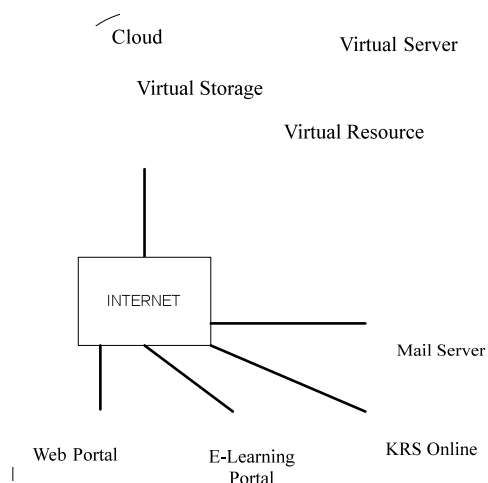 Cloud
Virtual Server
Virtual Storage
Virtual Resource
INTERNET
Mail Server
KRS Online
Web Portal
E-Learning
Portal